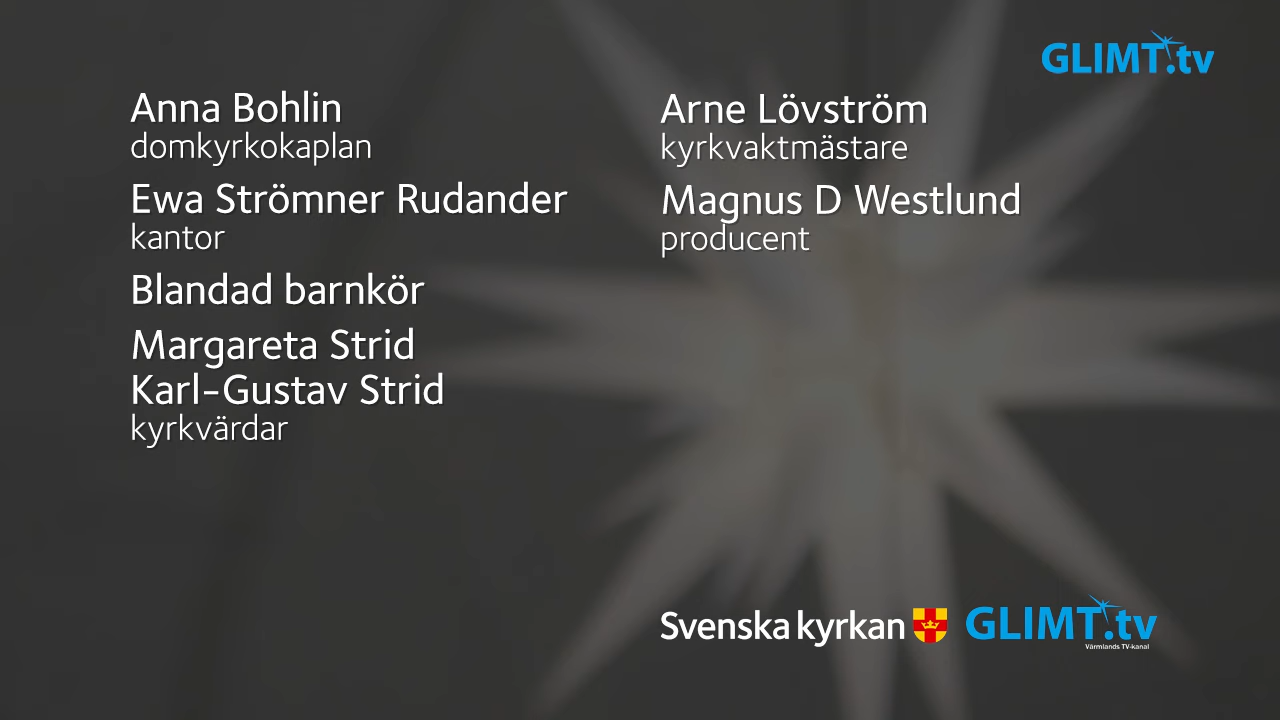 GLIMT.tv
Anna Bohlin
domkyrkokaplan
Ewa Strömner Rudander
kantor
Blandad barnkör
Margareta Strid
Karl-Gustav Strid
kyrkvärdar
Arne Lövström
kyrkvaktmästare
Magnus D Westlund
producent
Svenska kyrkan
GLIMT.tv
Värmlands TV-kanal